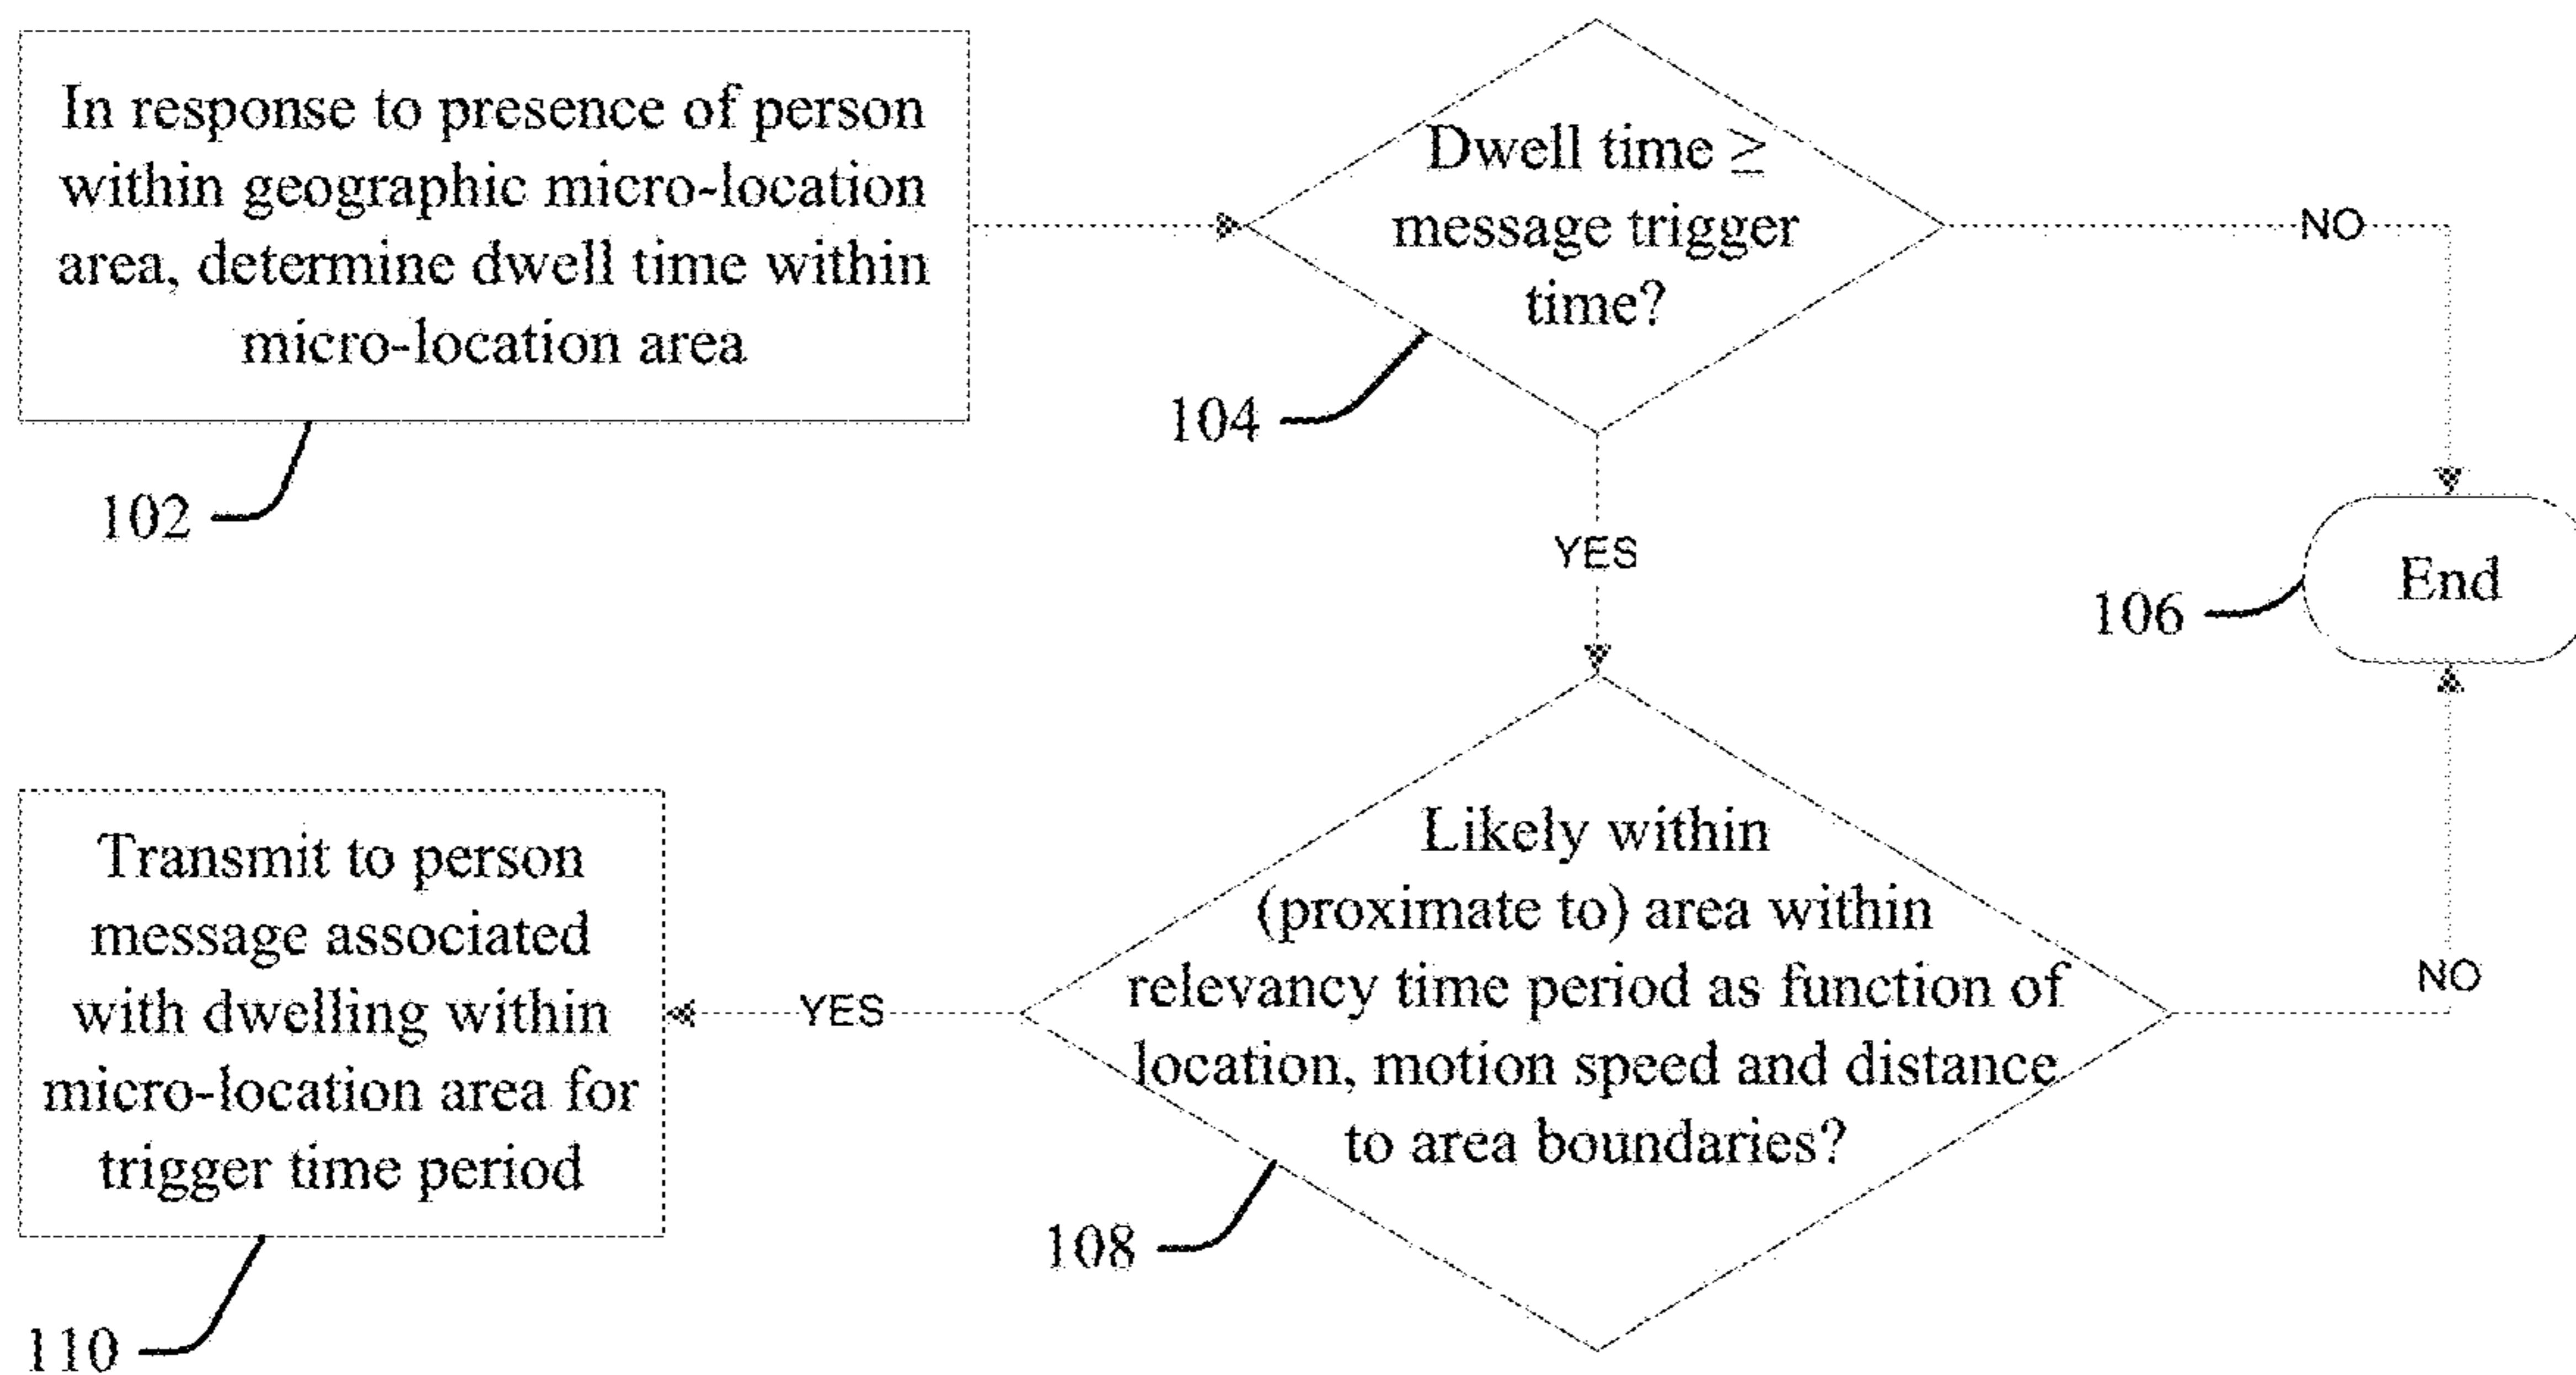 In response to presence of person
within geographic micro-location
area, determine dwell time within
micro-location area
102
Dwell time ≥
message trigger
time?
104
NO
YES
End
106
Likely within
(proximate to) area within
relevancy time period as function of
location, motion speed and distance
to area boundaries?
108
NO
YES
Transmit to person
message associated
with dwelling within
micro-location area for
trigger time period
110